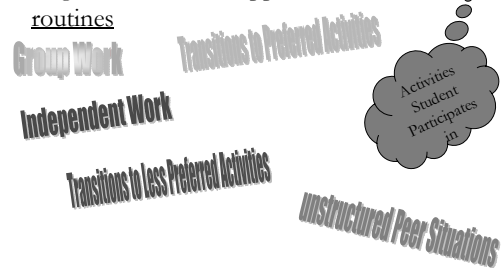 routines
Group Work
Transitions to Preferred Activities
Activities
Student
Participates
in
Independent Work
Transitions to Less Preferred Activities
unstructured Peer Situations